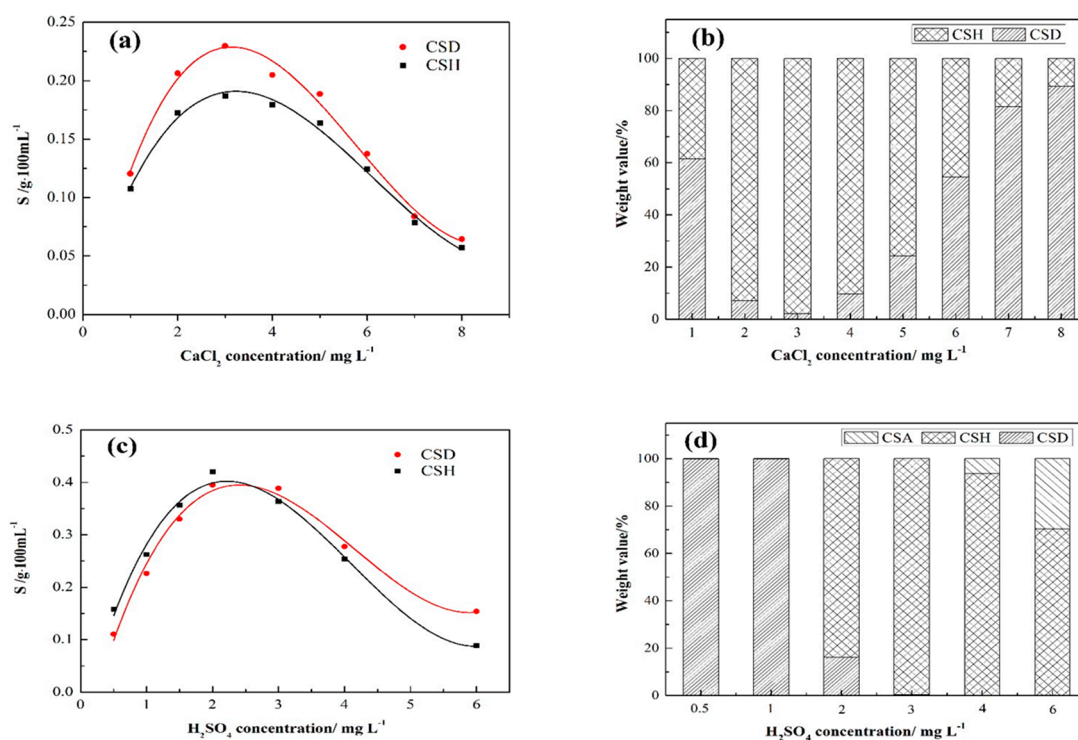 (a)
CSD
CSH
0.25
0.20
0.15
0.10
0.05
0.00
S /g·100mL⁻¹
0 2 4 6 8
CaCl₂ concentration/ mg L⁻¹
(b)
CSH CSD
100
80
60
40
20
0
Weight value/%
1 2 3 4 5 6 7 8
CaCl₂ concentration/ mg L⁻¹
(c)
CSD
CSH
0.5
0.4
0.3
0.2
0.1
0.0
S /g·100mL⁻¹
1 2 3 4 5 6
H₂SO₄ concentration/ mg L⁻¹
(d)
CSA CSH CSD
100
80
60
40
20
0
Weight value/%
0.5 1 2 3 4 6
H₂SO₄ concentration/ mg L⁻¹